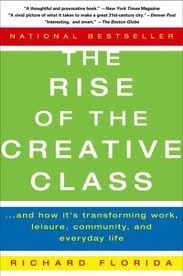 "A thoughtful and provocative book." —New York Times Magazine
"A vivid picture of what it takes to make a great 21st-century city." —Denver Post
"Interesting, and smart." —The Boston Globe
NATIONAL BESTSELLER
THE
RISE
OF THE
CREATIVE
CLASS
...and how it's transforming work,
leisure, community, and
everyday life
RICHARD FLORIDA